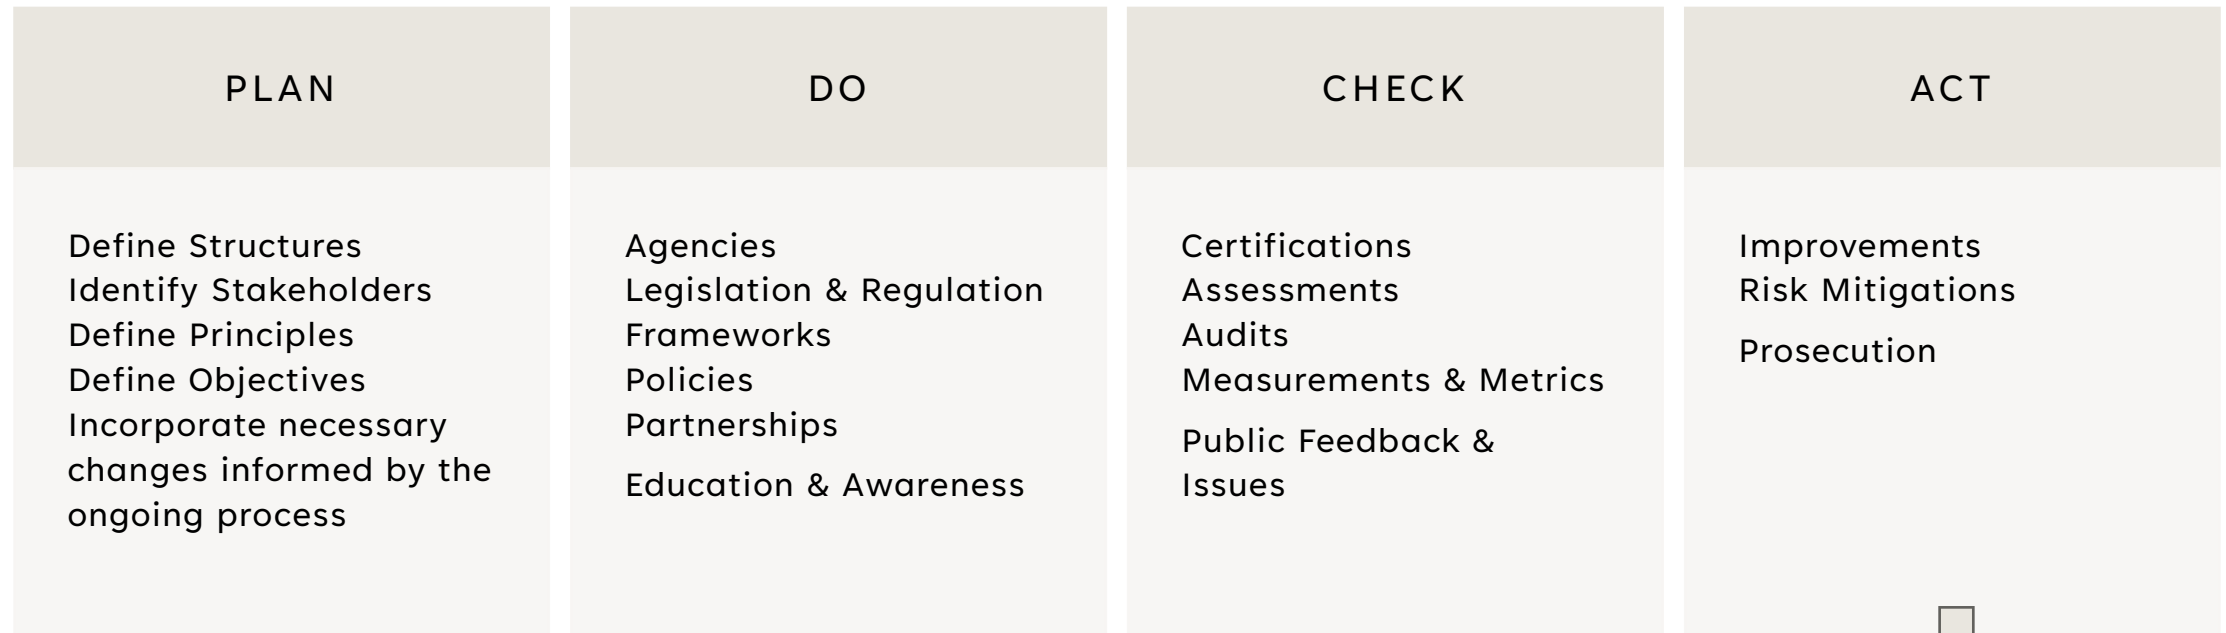 PLAN
Define Structures
Identify Stakeholders
Define Principles
Define Objectives
Incorporate necessary
changes informed by the
ongoing process
DO
Agencies
Legislation & Regulation
Frameworks
Policies
Partnerships
Education & Awareness
CHECK
Certifications
Assessments
Audits
Measurements & Metrics
Public Feedback &
Issues
ACT
Improvements
Risk Mitigations
Prosecution